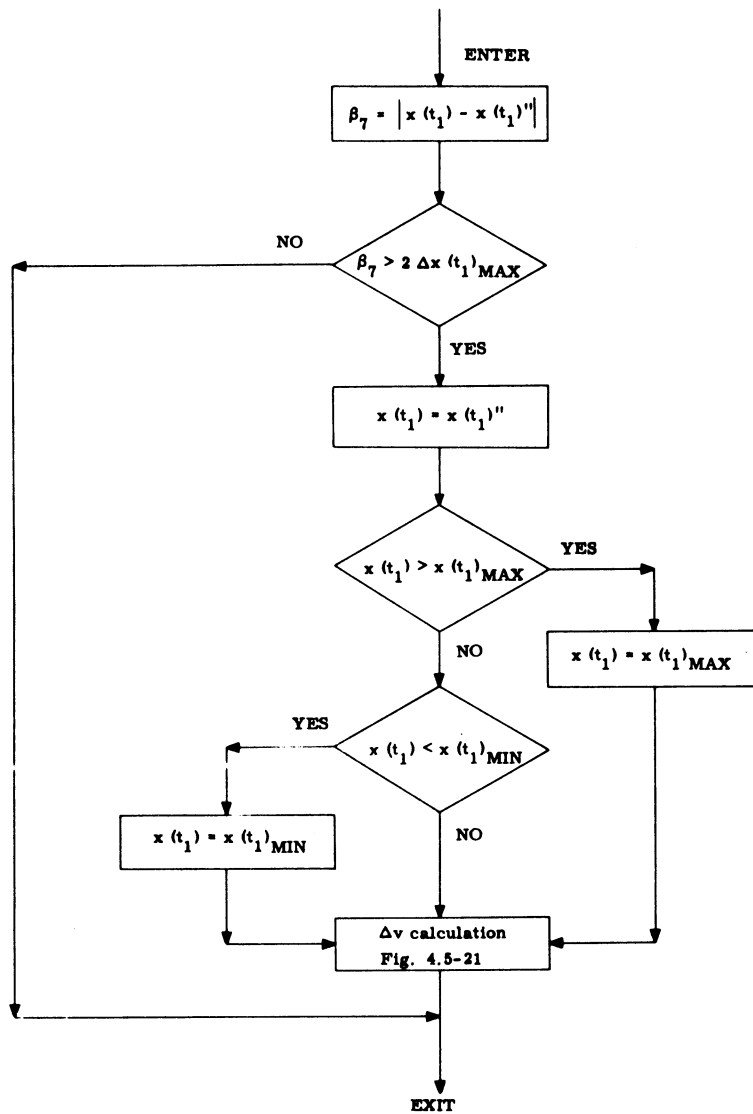 ENTER
β₇ = |x (t₁) - x (t₁)"|
NO
β₇ > 2 Δx (t₁)MAX
YES
x (t₁) = x (t₁)"
x (t₁) > x (t₁)MAX
YES
NO
x (t₁) = x (t₁)MAX
YES
x (t₁) < x (t₁)MIN
x (t₁) = x (t₁)MIN
NO
Δv calculation
Fig. 4.5-21
EXIT